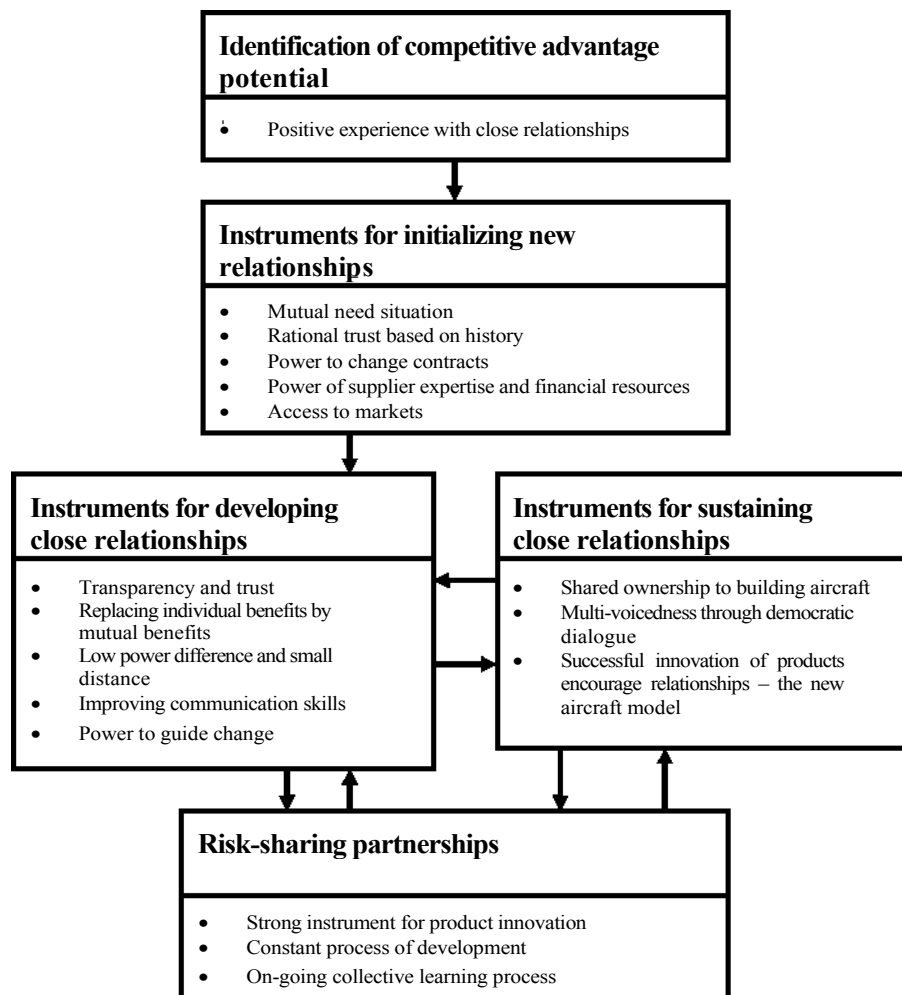 Identification of competitive advantage
potential
• Positive experience with close relationships
Instruments for initializing new
relationships
• Mutual need situation
• Rational trust based on history
• Power to change contracts
• Power of supplier expertise and financial resources
• Access to markets
Instruments for developing
close relationships
• Transparency and trust
• Replacing individual benefits by
mutual benefits
• Low power difference and small
distance
• Improving communication skills
• Power to guide change
Instruments for sustaining
close relationships
• Shared ownership to building aircraft
• Multi-voicedness through democratic
dialogue
• Successful innovation of products
encourage relationships – the new
aircraft model
Risk-sharing partnerships
• Strong instrument for product innovation
• Constant process of development
• On-going collective learning process